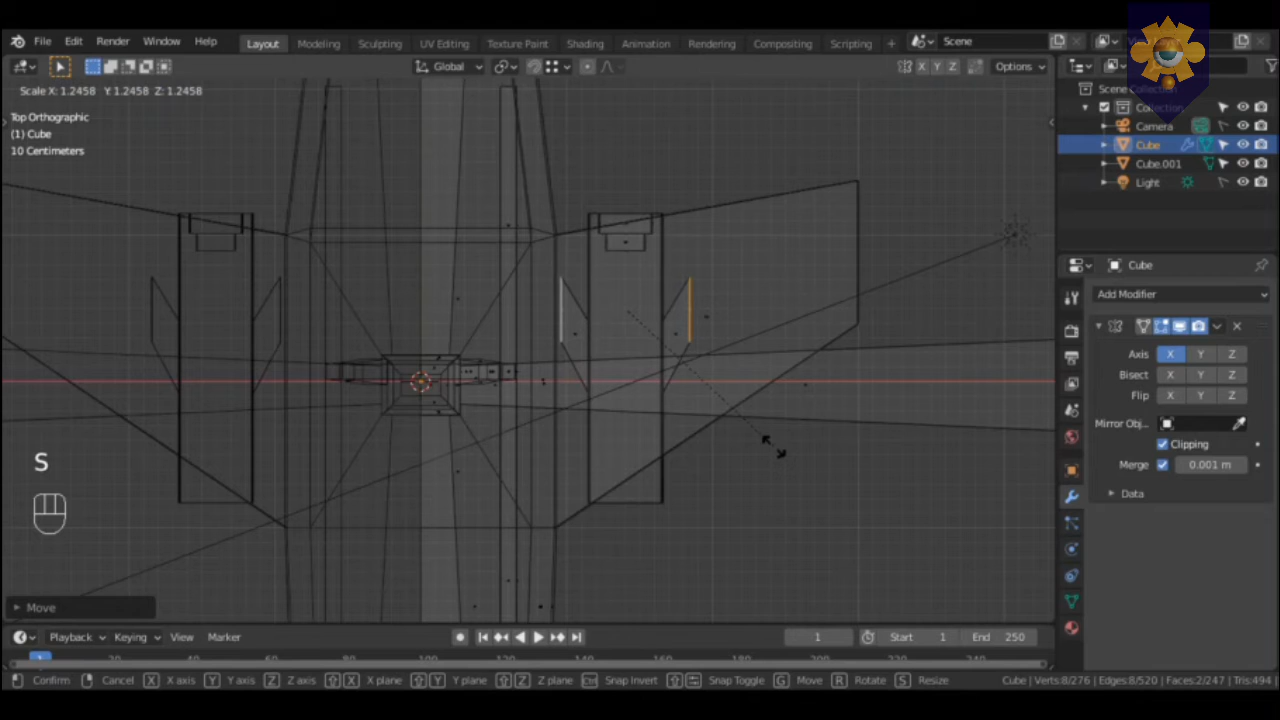 File Edit Render Window Help Layout Modeling Sculpting UV Editing Texture Paint Shading Animation Rendering Compositing Scripting + Scene
Global X Y Z Options
Scale X: 1.2458 Y: 1.2458 Z: 1.2458
Top Orthographic
(1) Cube
10 Centimeters
Collection
Camera
Cube
Cube.001
Light
Cube
Add Modifier
Axis X Y Z
Bisect X Y Z
Flip X Y Z
Mirror Obj...
Clipping
Merge 0.001 m
Data
S
Move
Playback Keying View Marker 1 Start 1 End 250
1
Confirm Cancel X X axis Y Y axis Z Z axis X X plane Y Y plane Z Z plane Ctrl Snap Invert Snap Toggle G Move R Rotate S Resize Cube | Verts:8/276 | Edges:8/520 | Faces:2/247 | Tris:494